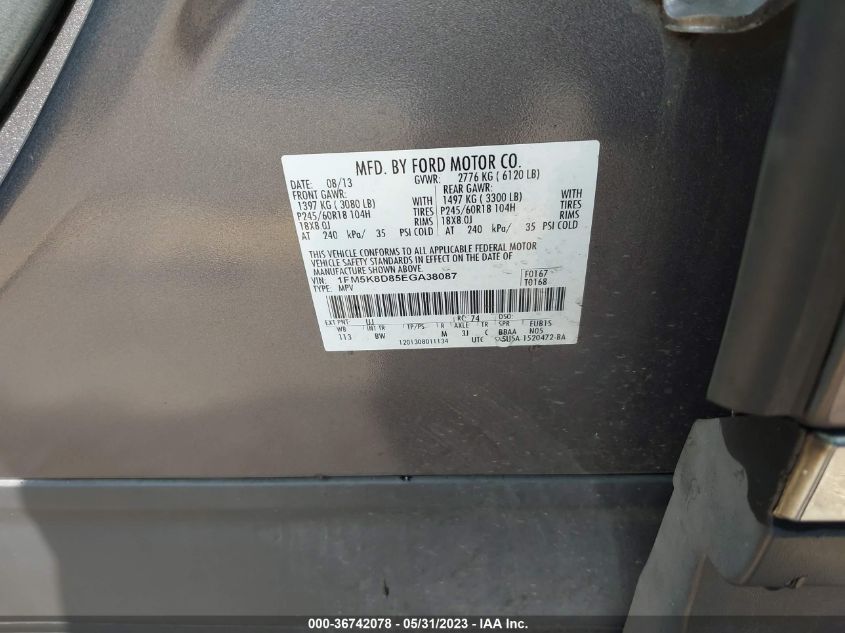 MFD. BY FORD MOTOR CO.
DATE: 08/13 GVWR: 2776 KG ( 6120 LB)
FRONT GAWR: REAR GAWR:
1397 KG ( 3080 LB) WITH 1497 KG ( 3300 LB) WITH
P245/60R18 104H TIRES P245/60R18 104H TIRES
18X8.0J RIMS 18X8.0J RIMS
AT 240 kPa/ 35 PSI COLD AT 240 kPa/ 35 PSI COLD
THIS VEHICLE CONFORMS TO ALL APPLICABLE FEDERAL MOTOR
VEHICLE SAFETY STANDARDS IN EFFECT ON THE DATE OF
MANUFACTURE SHOWN ABOVE.
VIN: 1FM5K8D85EGA38087 F0167
TYPE: MPV T0168
EXT PNT: UJ RC: 74 DSO:
WB INT TR TP/PS R AXLE TR SPR EUB15
113 BW M 3J C BBAA N05
1201308011134 UTC 5U5A-1520472-BA
000-36742078 - 05/31/2023 - IAA Inc.